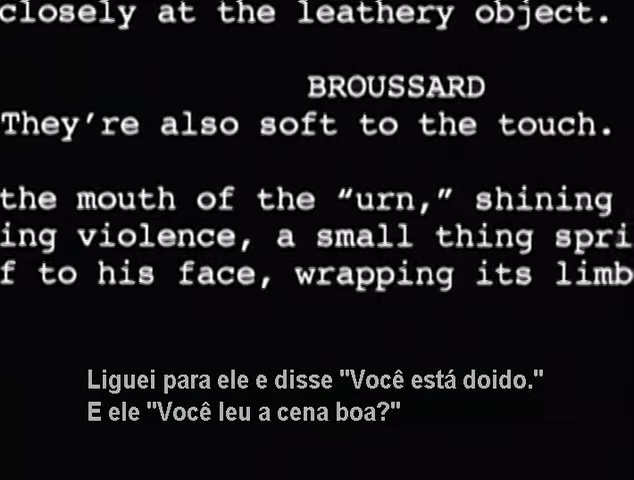 closely at the leathery object.
BROUSSARD
They're also soft to the touch.
the mouth of the “urn,” shining
ing violence, a small thing spri
f to his face, wrapping its limb
Liguei para ele e disse "Você está doido."
E ele "Você leu a cena boa?"